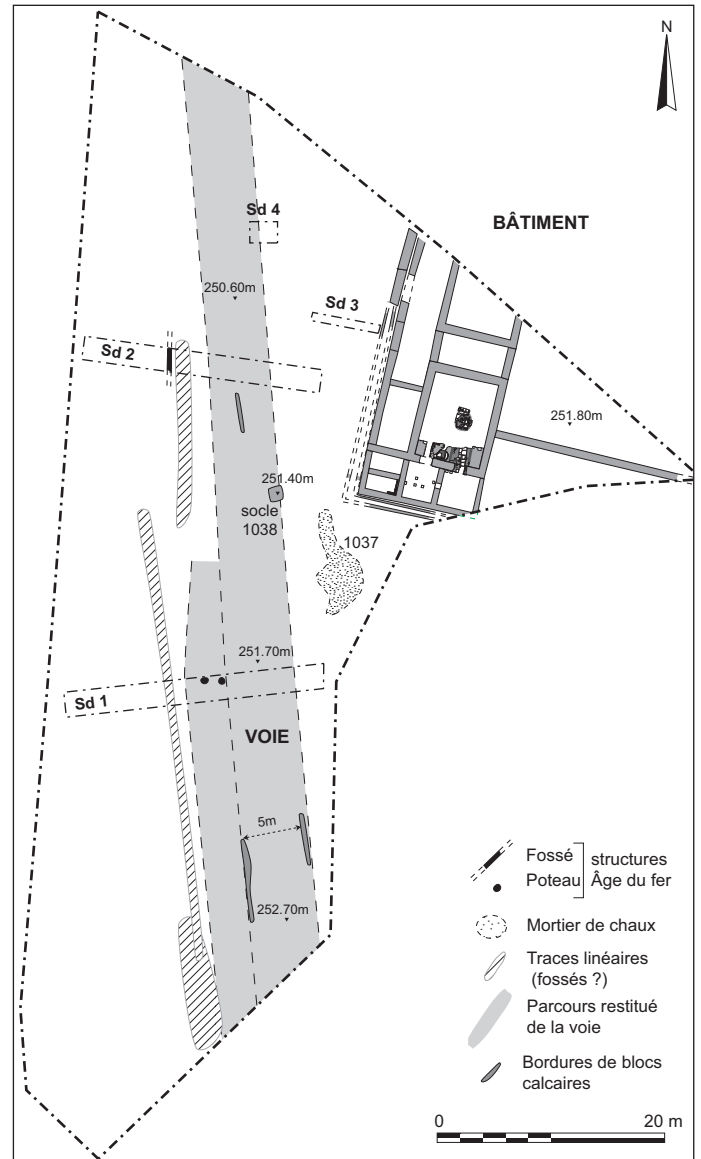 N
BÂTIMENT
Sd 4
250.60m
Sd 3
Sd 2
251.80m
251.40m
socle
1038
1037
251.70m
Sd 1
VOIE
5m
252.70m
Fossé
Poteau
structures
Âge du fer
Mortier de chaux
Traces linéaires
(fossés ?)
Parcours restitué
de la voie
Bordures de blocs
calcaires
0 20 m